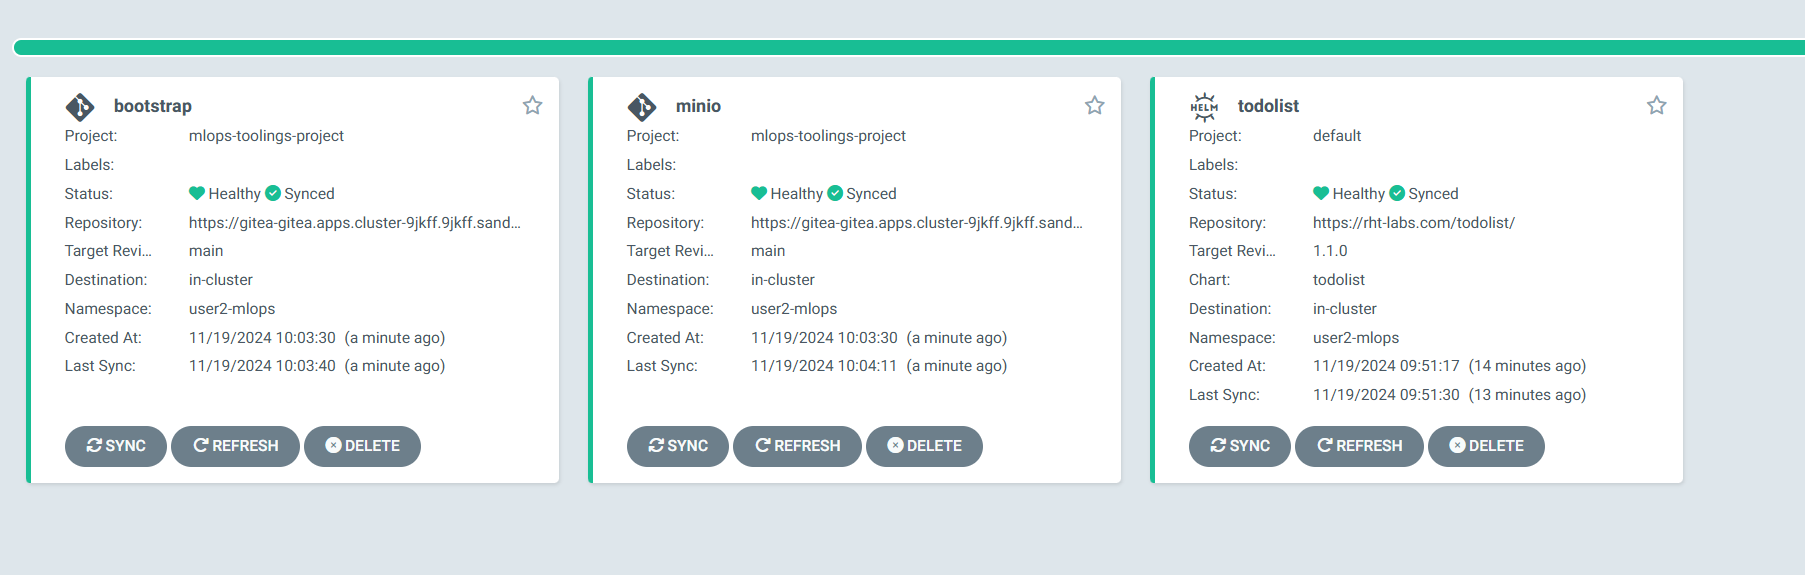 bootstrap
Project: mlops-toolings-project
Labels:
Status: Healthy Synced
Repository: https://gitea-gitea.apps.cluster-9jkff.9jkff.sand...
Target Revi... main
Destination: in-cluster
Namespace: user2-mlops
Created At: 11/19/2024 10:03:30 (a minute ago)
Last Sync: 11/19/2024 10:03:40 (a minute ago)
SYNC REFRESH DELETE
minio
Project: mlops-toolings-project
Labels:
Status: Healthy Synced
Repository: https://gitea-gitea.apps.cluster-9jkff.9jkff.sand...
Target Revi... main
Destination: in-cluster
Namespace: user2-mlops
Created At: 11/19/2024 10:03:30 (a minute ago)
Last Sync: 11/19/2024 10:04:11 (a minute ago)
SYNC REFRESH DELETE
HELM todolist
Project: default
Labels:
Status: Healthy Synced
Repository: https://rht-labs.com/todolist/
Target Revi... 1.1.0
Chart: todolist
Destination: in-cluster
Namespace: user2-mlops
Created At: 11/19/2024 09:51:17 (14 minutes ago)
Last Sync: 11/19/2024 09:51:30 (13 minutes ago)
SYNC REFRESH DELETE